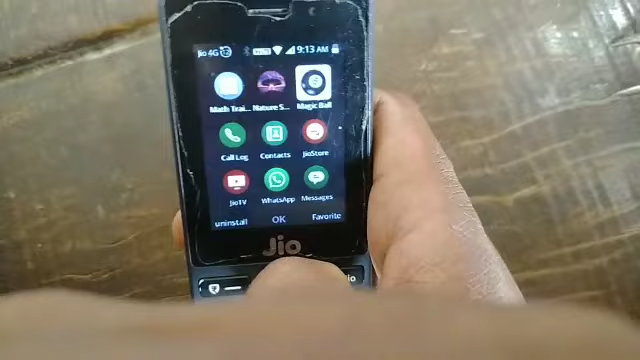 Jio 4G 9:13 AM
Math Trai... Nature S... Magic Ball
Call Log Contacts JioStore
JioTV WhatsApp Messages
uninstall OK Favorite
Jio